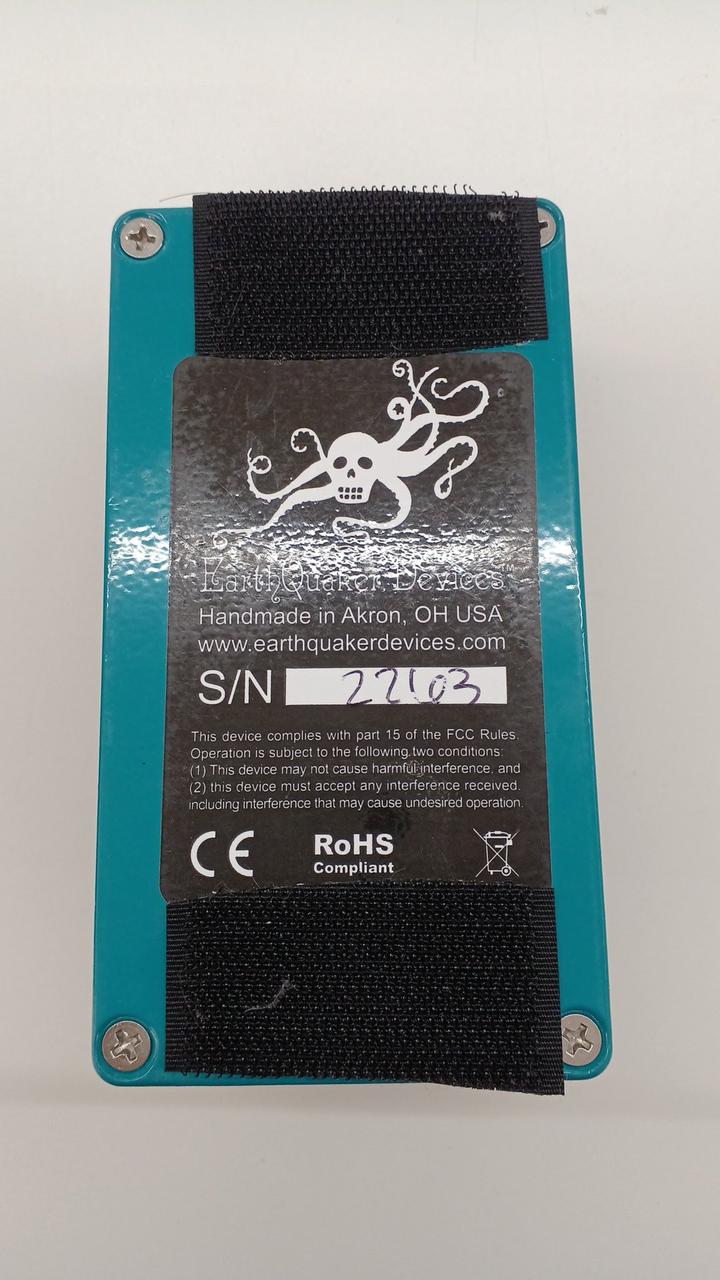 EarthQuaker Devices™
Handmade in Akron, OH USA
www.earthquakerdevices.com
S/N 22103
This device complies with part 15 of the FCC Rules.
Operation is subject to the following two conditions:
(1) This device may not cause harmful interference, and
(2) this device must accept any interference received,
including interference that may cause undesired operation.
CE
RoHS
Compliant